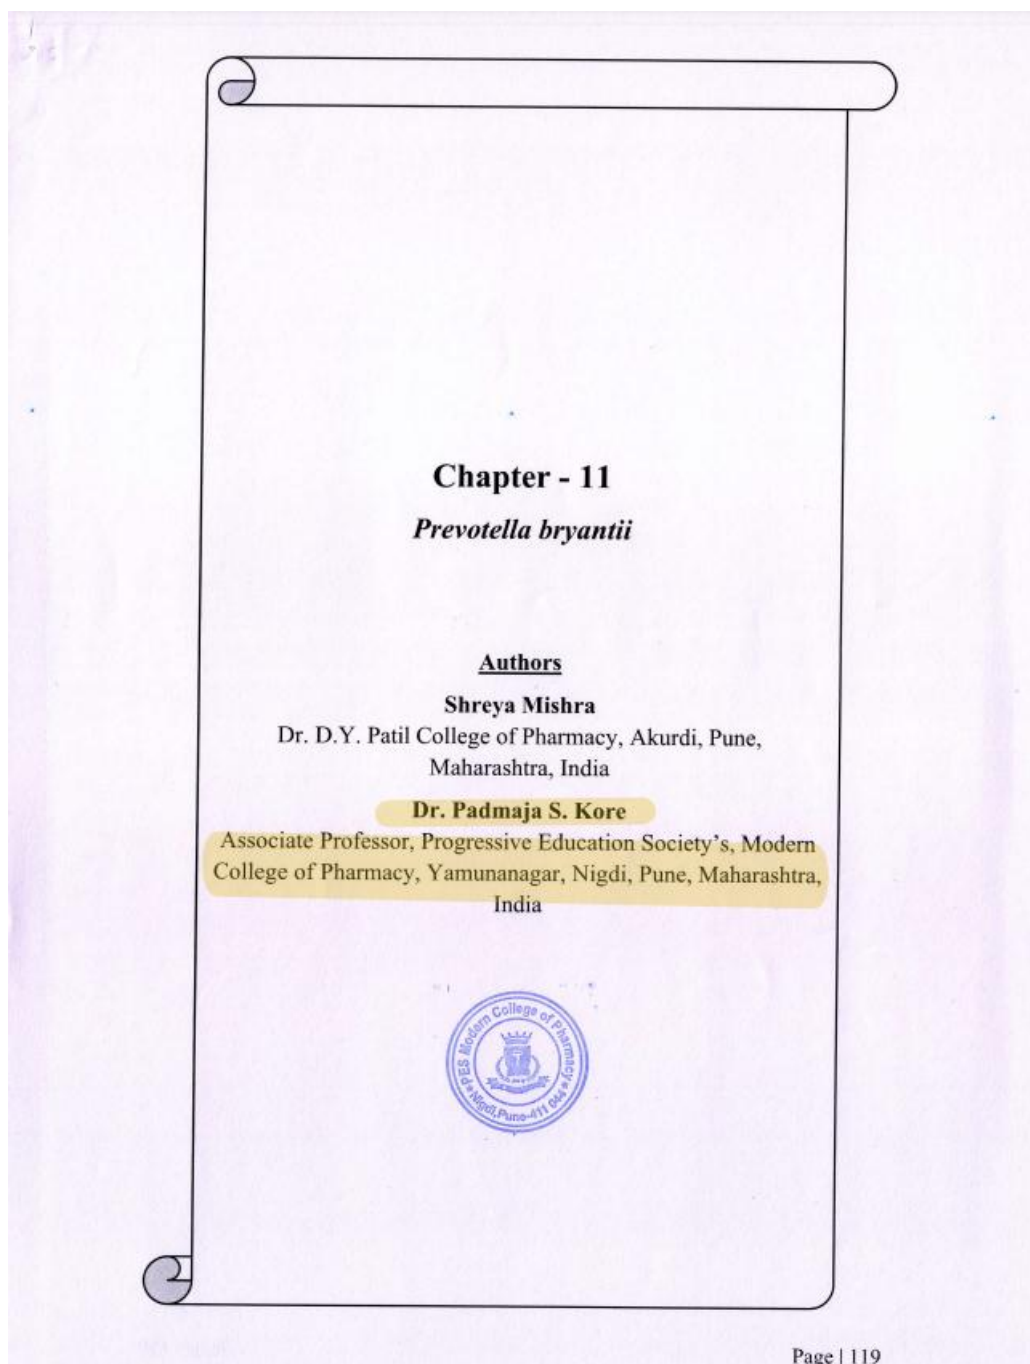 Chapter - 11
Prevotella bryantii
Authors
Shreya Mishra
Dr. D.Y. Patil College of Pharmacy, Akurdi, Pune,
Maharashtra, India
Dr. Padmaja S. Kore
Associate Professor, Progressive Education Society's, Modern
College of Pharmacy, Yamunanagar, Nigdi, Pune, Maharashtra,
India
PES Modern College of Pharmacy
Nigdi, Pune-411 044
Page | 119